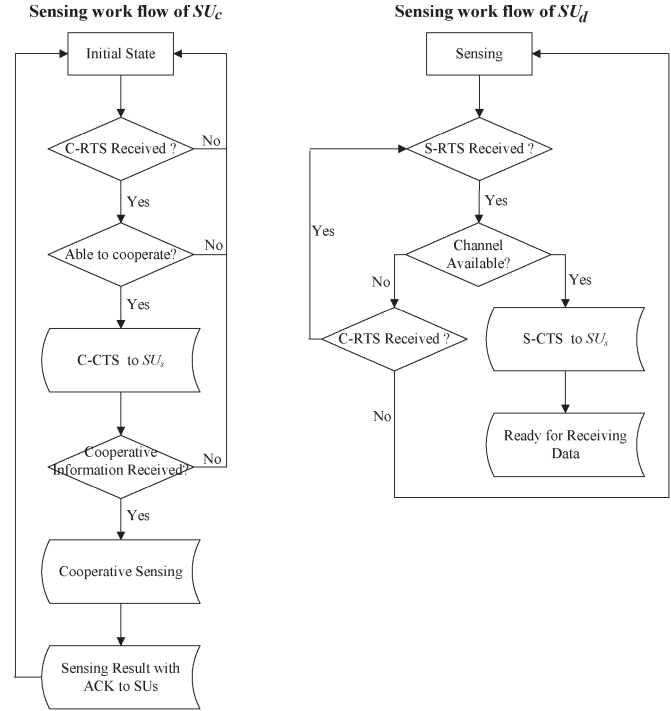 Sensing work flow of SUc
Initial State
C-RTS Received ?
No
Yes
Able to cooperate?
No
Yes
C-CTS to SUs
Cooperative
Information Received?
No
Yes
Cooperative Sensing
Sensing Result with
ACK to SUs
Sensing work flow of SUd
Sensing
S-RTS Received ?
Yes
Yes
Channel
Available?
No
Yes
C-RTS Received ?
S-CTS to SUs
No
Ready for Receiving
Data